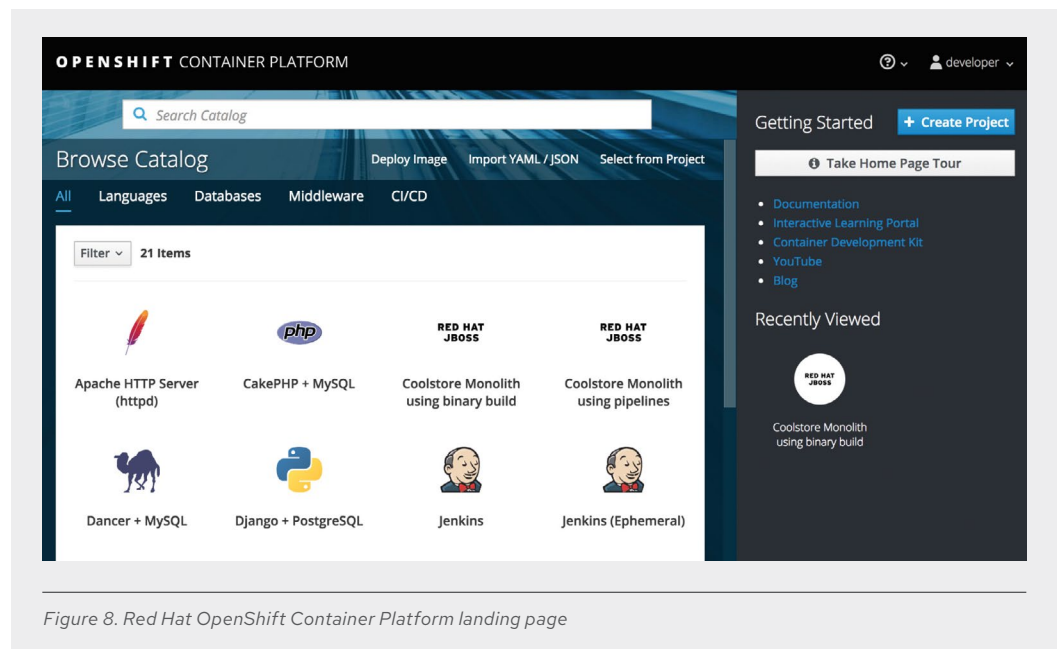 OPENSHIFT CONTAINER PLATFORM
developer
Search Catalog
Browse Catalog
Deploy Image Import YAML / JSON Select from Project
All Languages Databases Middleware CI/CD
Filter 21 Items
php
RED HAT
JBOSS
RED HAT
JBOSS
Apache HTTP Server
(httpd)
CakePHP + MySQL
Coolstore Monolith
using binary build
Coolstore Monolith
using pipelines
Dancer + MySQL
Django + PostgreSQL
Jenkins
Jenkins (Ephemeral)
Getting Started
+ Create Project
Take Home Page Tour
• Documentation
• Interactive Learning Portal
• Container Development Kit
• YouTube
• Blog
Recently Viewed
RED HAT
JBOSS
Coolstore Monolith
using binary build
Figure 8. Red Hat OpenShift Container Platform landing page